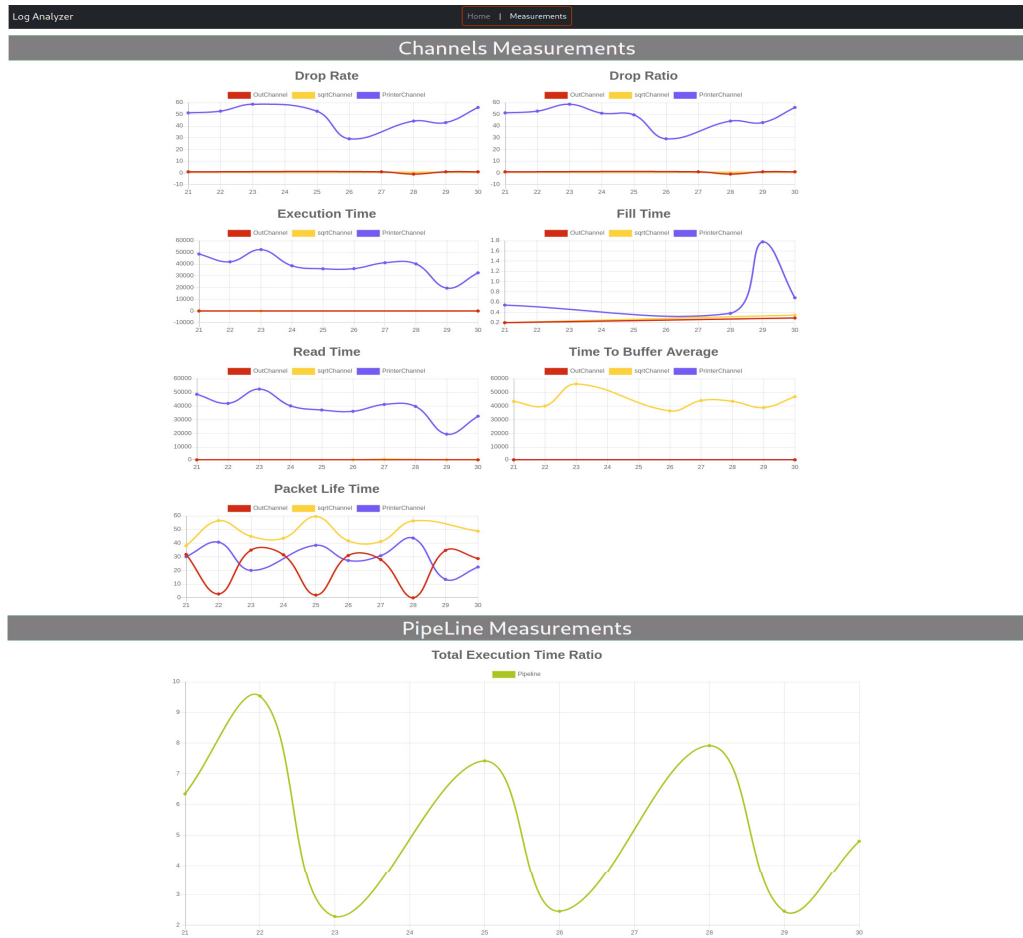 Log Analyzer Home | Measurements
Channels Measurements
Drop Rate
OutChannel sqrtChannel PrinterChannel
60
50
40
30
20
10
0
-10
21 22 23 24 25 26 27 28 29 30
Drop Ratio
OutChannel sqrtChannel PrinterChannel
60
50
40
30
20
10
0
-10
21 22 23 24 25 26 27 28 29 30
Execution Time
OutChannel sqrtChannel PrinterChannel
60000
50000
40000
30000
20000
10000
0
-10000
21 22 23 24 25 26 27 28 29 30
Fill Time
OutChannel sqrtChannel PrinterChannel
1.8
1.6
1.4
1.2
1.0
0.8
0.6
0.4
0.2
21 22 23 24 25 26 27 28 29 30
Read Time
OutChannel sqrtChannel PrinterChannel
60000
50000
40000
30000
20000
10000
0
21 22 23 24 25 26 27 28 29 30
Time To Buffer Average
OutChannel sqrtChannel PrinterChannel
60000
50000
40000
30000
20000
10000
0
21 22 23 24 25 26 27 28 29 30
Packet Life Time
OutChannel sqrtChannel PrinterChannel
60
50
40
30
20
10
0
21 22 23 24 25 26 27 28 29 30
PipeLine Measurements
Total Execution Time Ratio
Pipeline
10
9
8
7
6
5
4
3
2
21 22 23 24 25 26 27 28 29 30